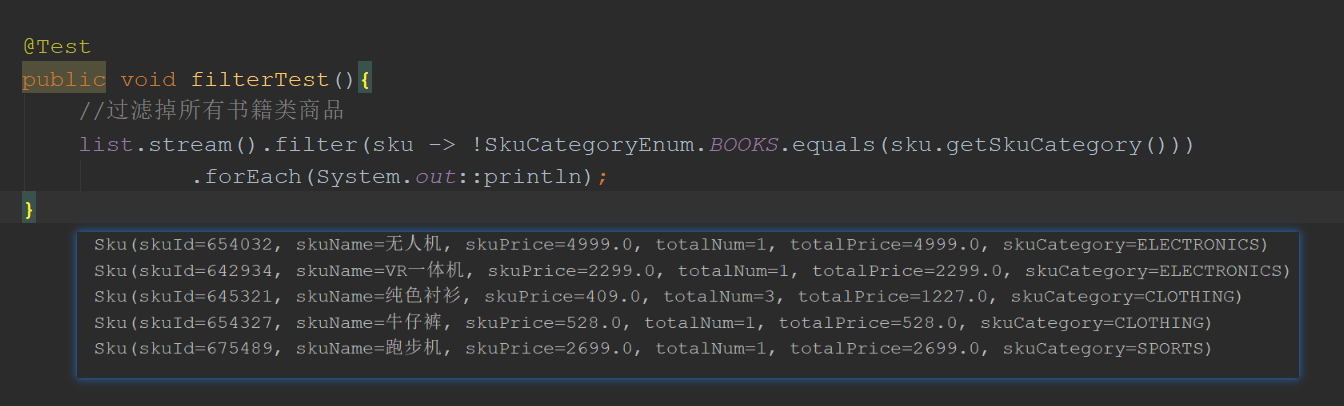 @Test
public void filterTest(){
//过滤掉所有书籍类商品
list.stream().filter(sku -> !SkuCategoryEnum.BOOKS.equals(sku.getSkuCategory()))
.forEach(System.out::println);
}
Sku(skuId=654032, skuName=无人机, skuPrice=4999.0, totalNum=1, totalPrice=4999.0, skuCategory=ELECTRONICS)
Sku(skuId=642934, skuName=VR一体机, skuPrice=2299.0, totalNum=1, totalPrice=2299.0, skuCategory=ELECTRONICS)
Sku(skuId=645321, skuName=纯色衬衫, skuPrice=409.0, totalNum=3, totalPrice=1227.0, skuCategory=CLOTHING)
Sku(skuId=654327, skuName=牛仔裤, skuPrice=528.0, totalNum=1, totalPrice=528.0, skuCategory=CLOTHING)
Sku(skuId=675489, skuName=跑步机, skuPrice=2699.0, totalNum=1, totalPrice=2699.0, skuCategory=SPORTS)